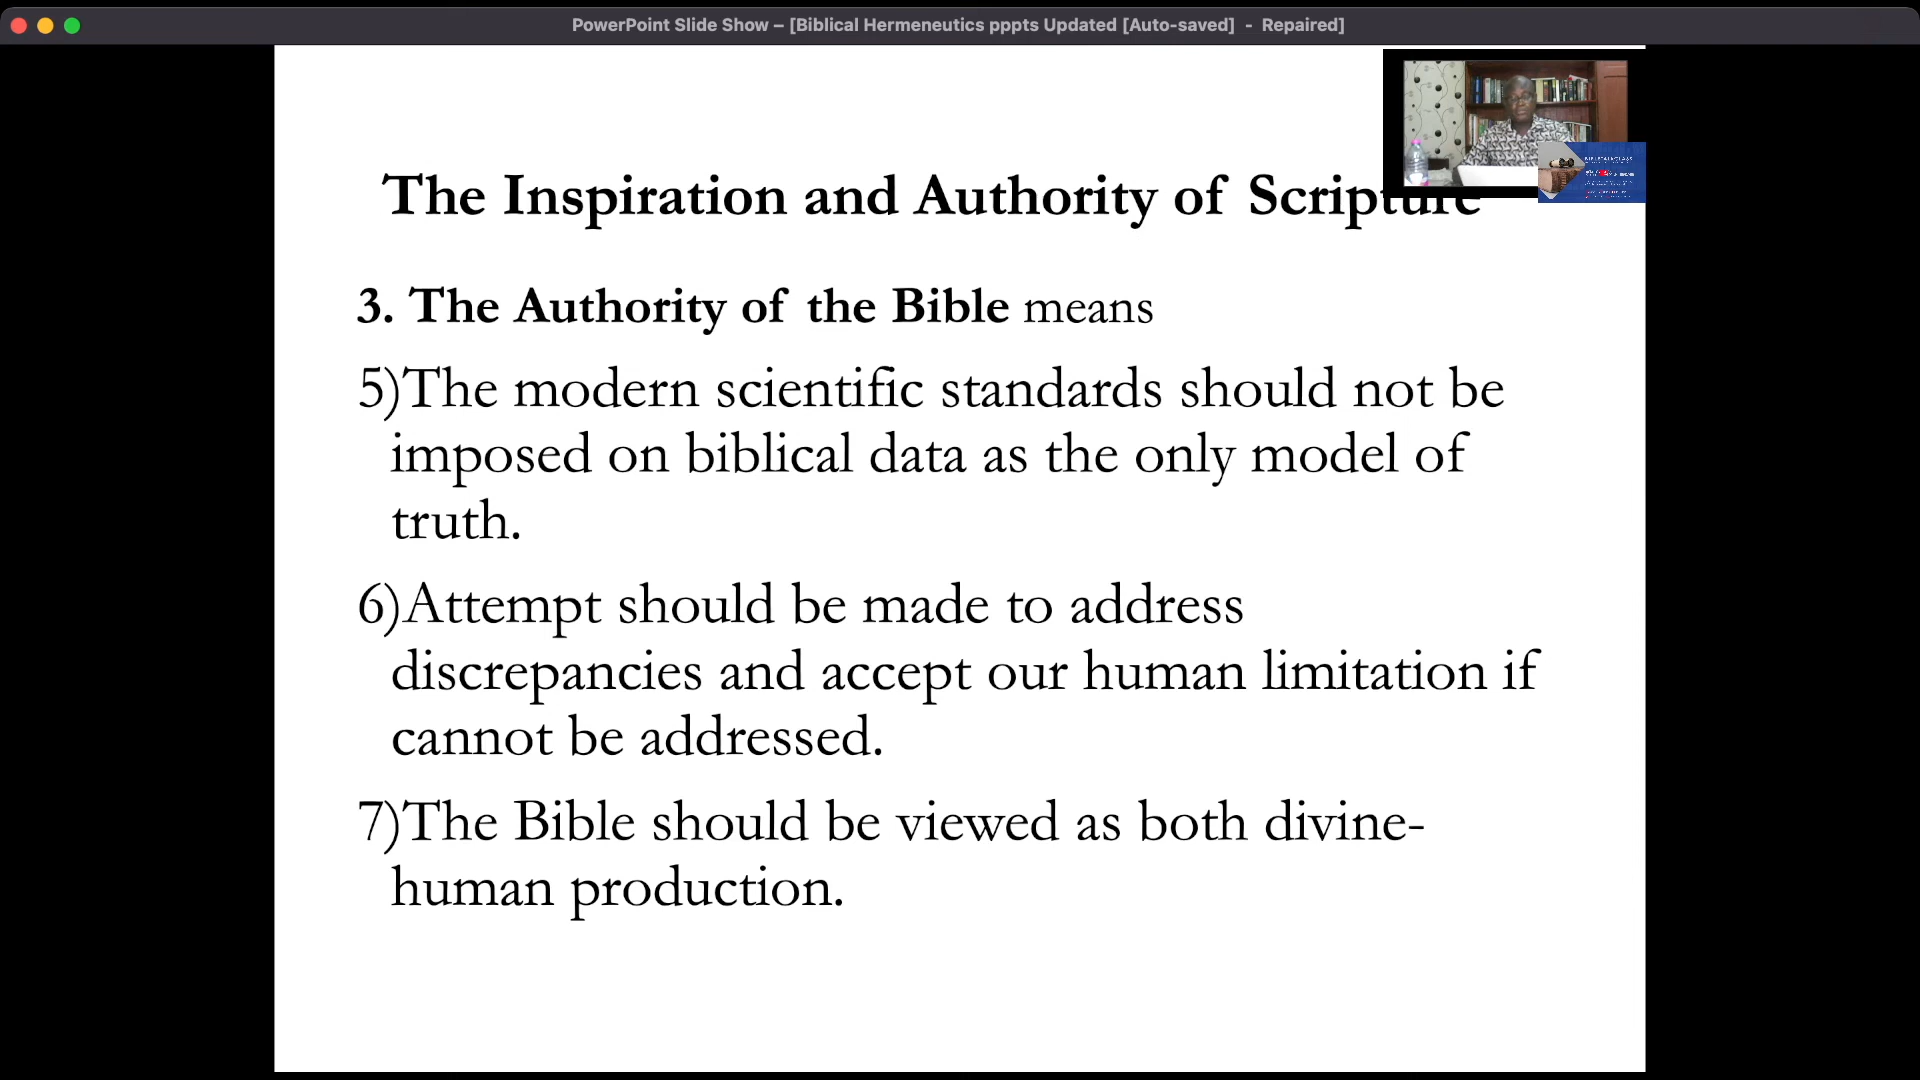 PowerPoint Slide Show – [Biblical Hermeneutics pppts Updated [Auto-saved] - Repaired]
The Inspiration and Authority of Scripture
3. The Authority of the Bible means
5)The modern scientific standards should not be
imposed on biblical data as the only model of
truth.
6)Attempt should be made to address
discrepancies and accept our human limitation if
cannot be addressed.
7)The Bible should be viewed as both divine-
human production.